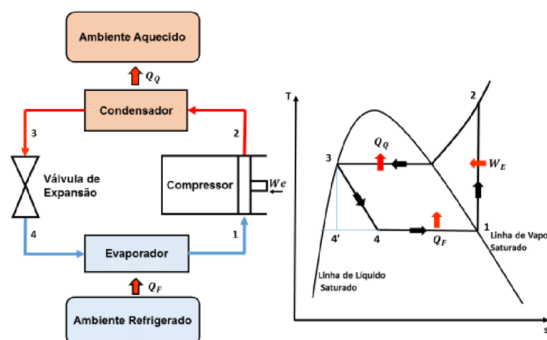 Ambiente Aquecido
Q_Q
Condensador
3
2
Válvula de
Expansão
Compressor
We
4
1
Evaporador
Q_F
Ambiente Refrigerado
T
2
3
Q_Q
W_E
Q_F
1
4'
4
Linha de Vapo
Saturado
Linha de Líquido
Saturado
s